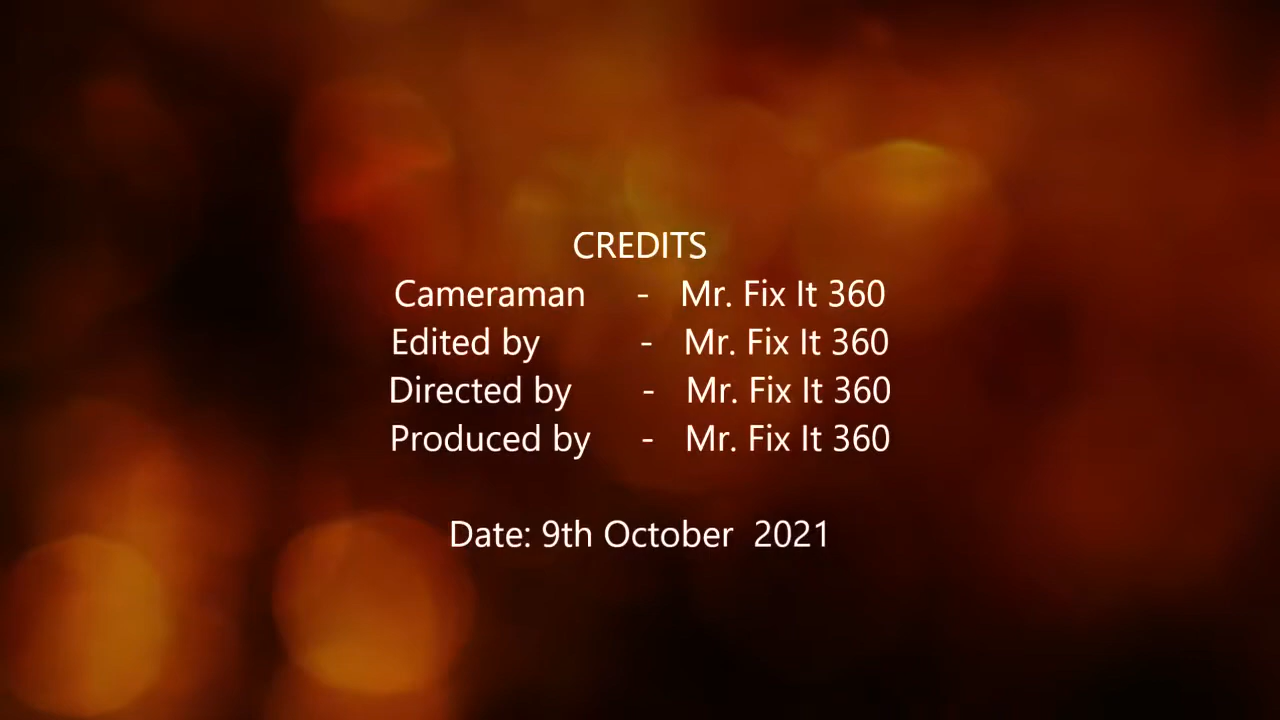 CREDITS
Cameraman - Mr. Fix It 360
Edited by - Mr. Fix It 360
Directed by - Mr. Fix It 360
Produced by - Mr. Fix It 360
Date: 9th October 2021